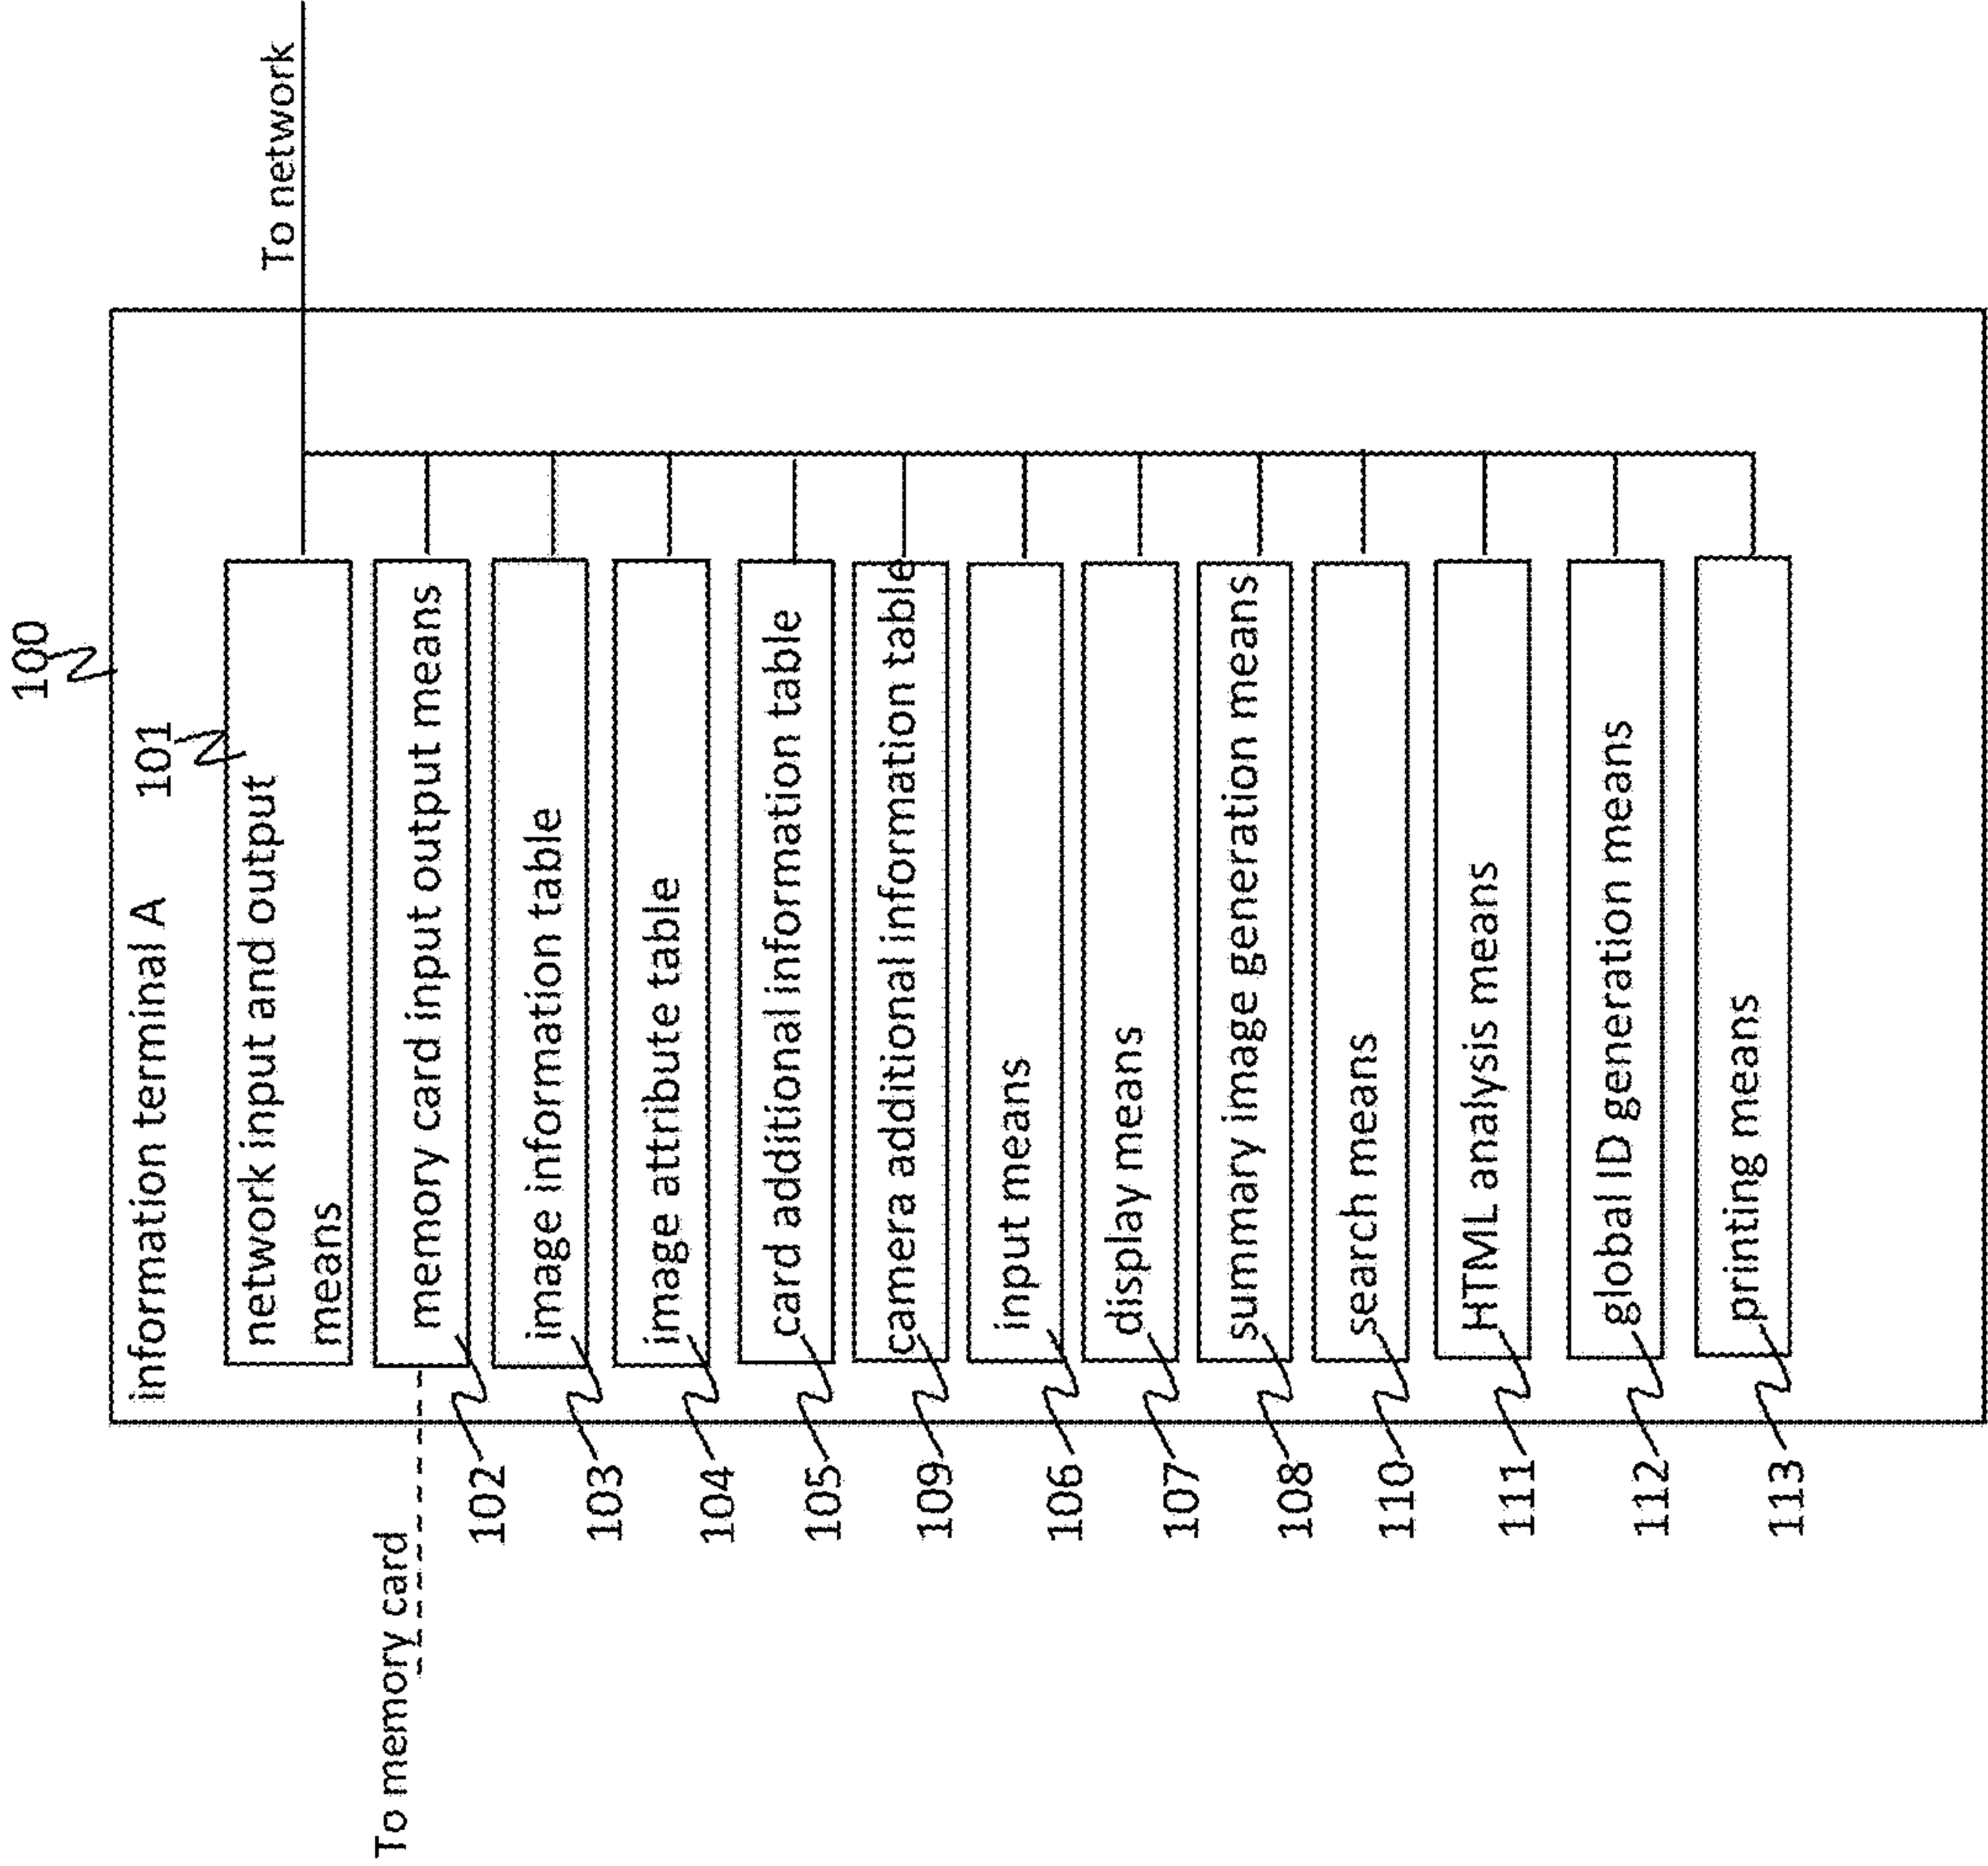 100
Information terminal A
101
To network
network input and output
means
To memory card
memory card input output means
102
image information table
103
image attribute table
104
card additional information table
105
camera additional information table
109
input means
106
display means
107
summary image generation means
108
search means
110
HTML analysis means
111
global ID generation means
112
printing means
113